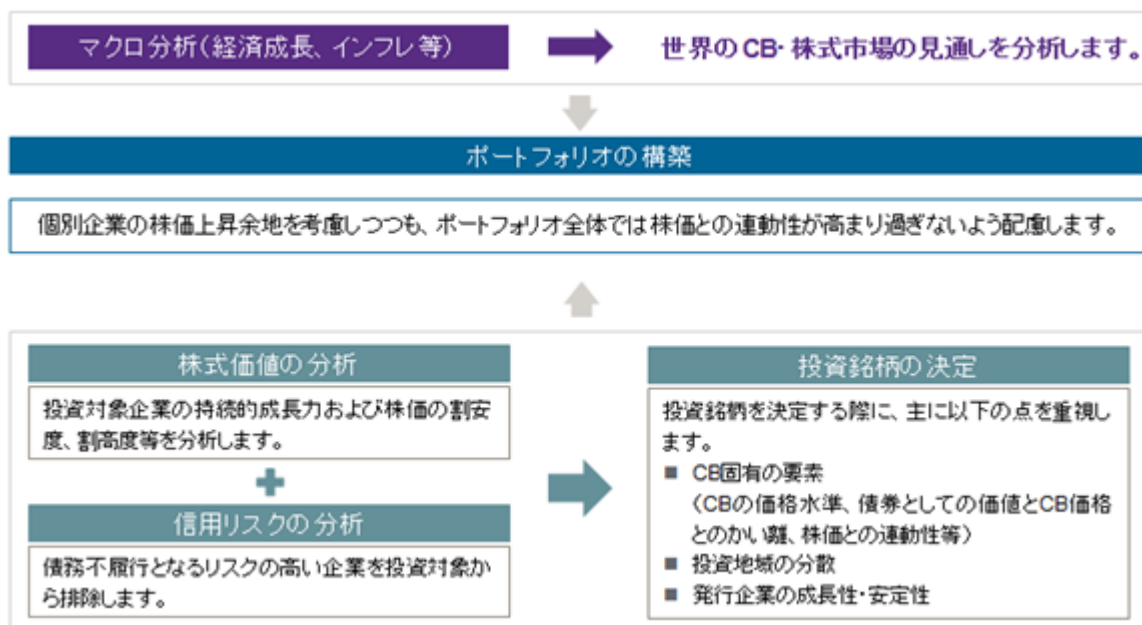 マクロ分析(経済成長、インフレ等)
世界のCB・株式市場の見通しを分析します。
ポートフォリオの構築
個別企業の株価上昇余地を考慮しつつも、ポートフォリオ全体では株価との連動性が高まり過ぎないよう配慮します。
株式価値の分析
投資対象企業の持続的成長力および株価の割安
度、割高度等を分析します。
信用リスクの分析
債務不履行となるリスクの高い企業を投資対象か
ら排除します。
投資銘柄の決定
投資銘柄を決定する際に、主に以下の点を重視し
ます。
■ CB固有の要素
(CBの価格水準、債券としての価値とCB価格
とのかい離、株価との連動性等)
■ 投資地域の分散
■ 発行企業の成長性・安定性